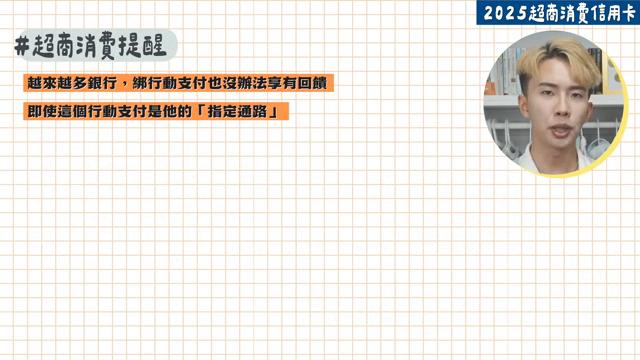 2025超商消費信用卡
#超商消費提醒
越來越多銀行，綁行動支付也沒辦法享有回饋
即使這個行動支付是他的「指定通路」